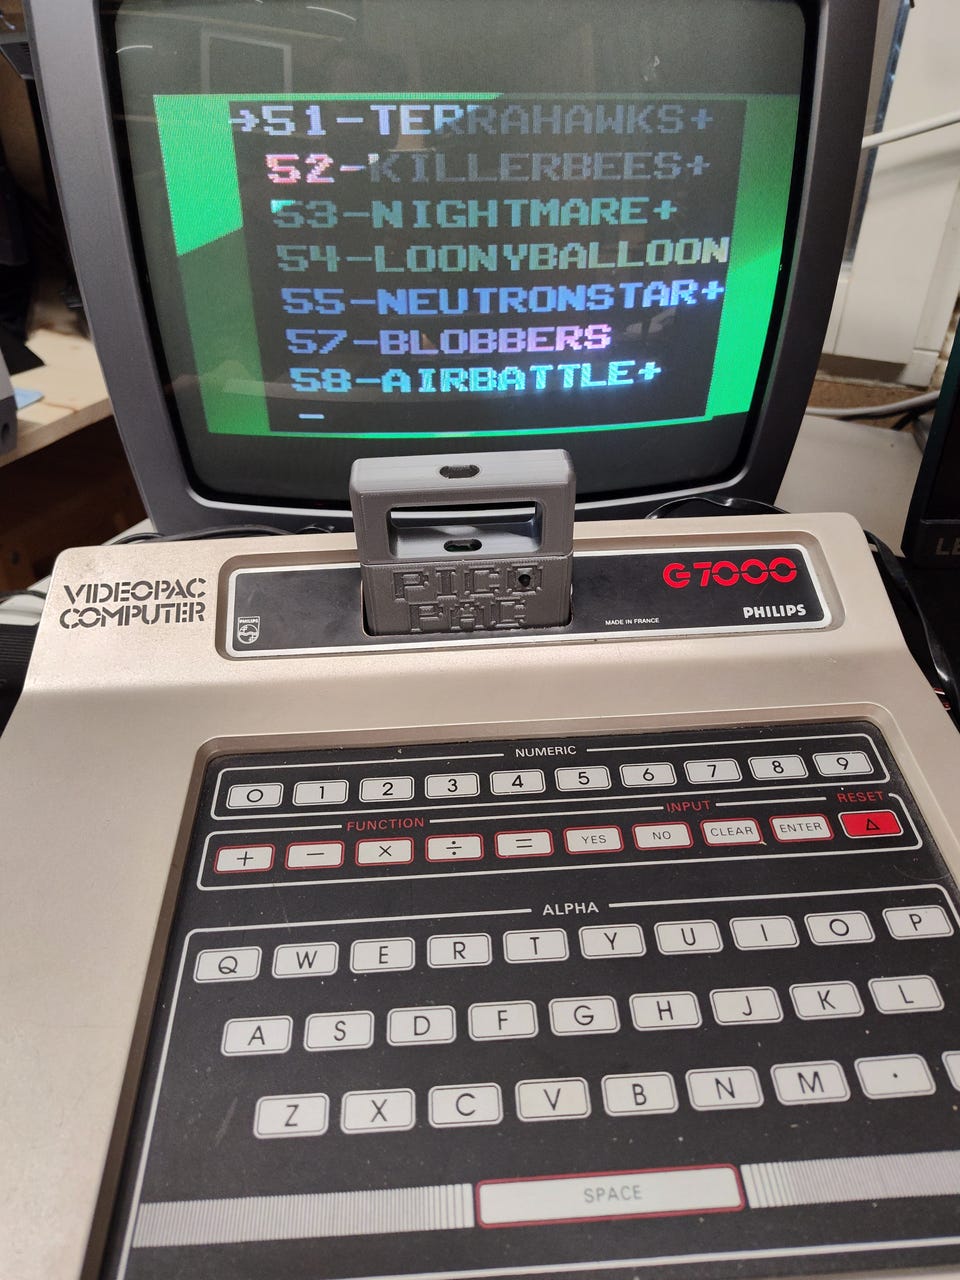 →51-TERRAHAWKS+
52-KILLERBEES+
53-NIGHTMARE+
54-LOONYBALLOON
55-NEUTRONSTAR+
57-BLOBBERS
58-AIRBATTLE+
_
PICO
PAC
VIDEOPAC
COMPUTER
G7000
PHILIPS
MADE IN FRANCE
PHILIPS
NUMERIC
0 1 2 3 4 5 6 7 8 9
FUNCTION INPUT RESET
+ − × ÷ = YES NO CLEAR ENTER Δ
ALPHA
Q W E R T Y U I O P
A S D F G H J K L
Z X C V B N M .
SPACE